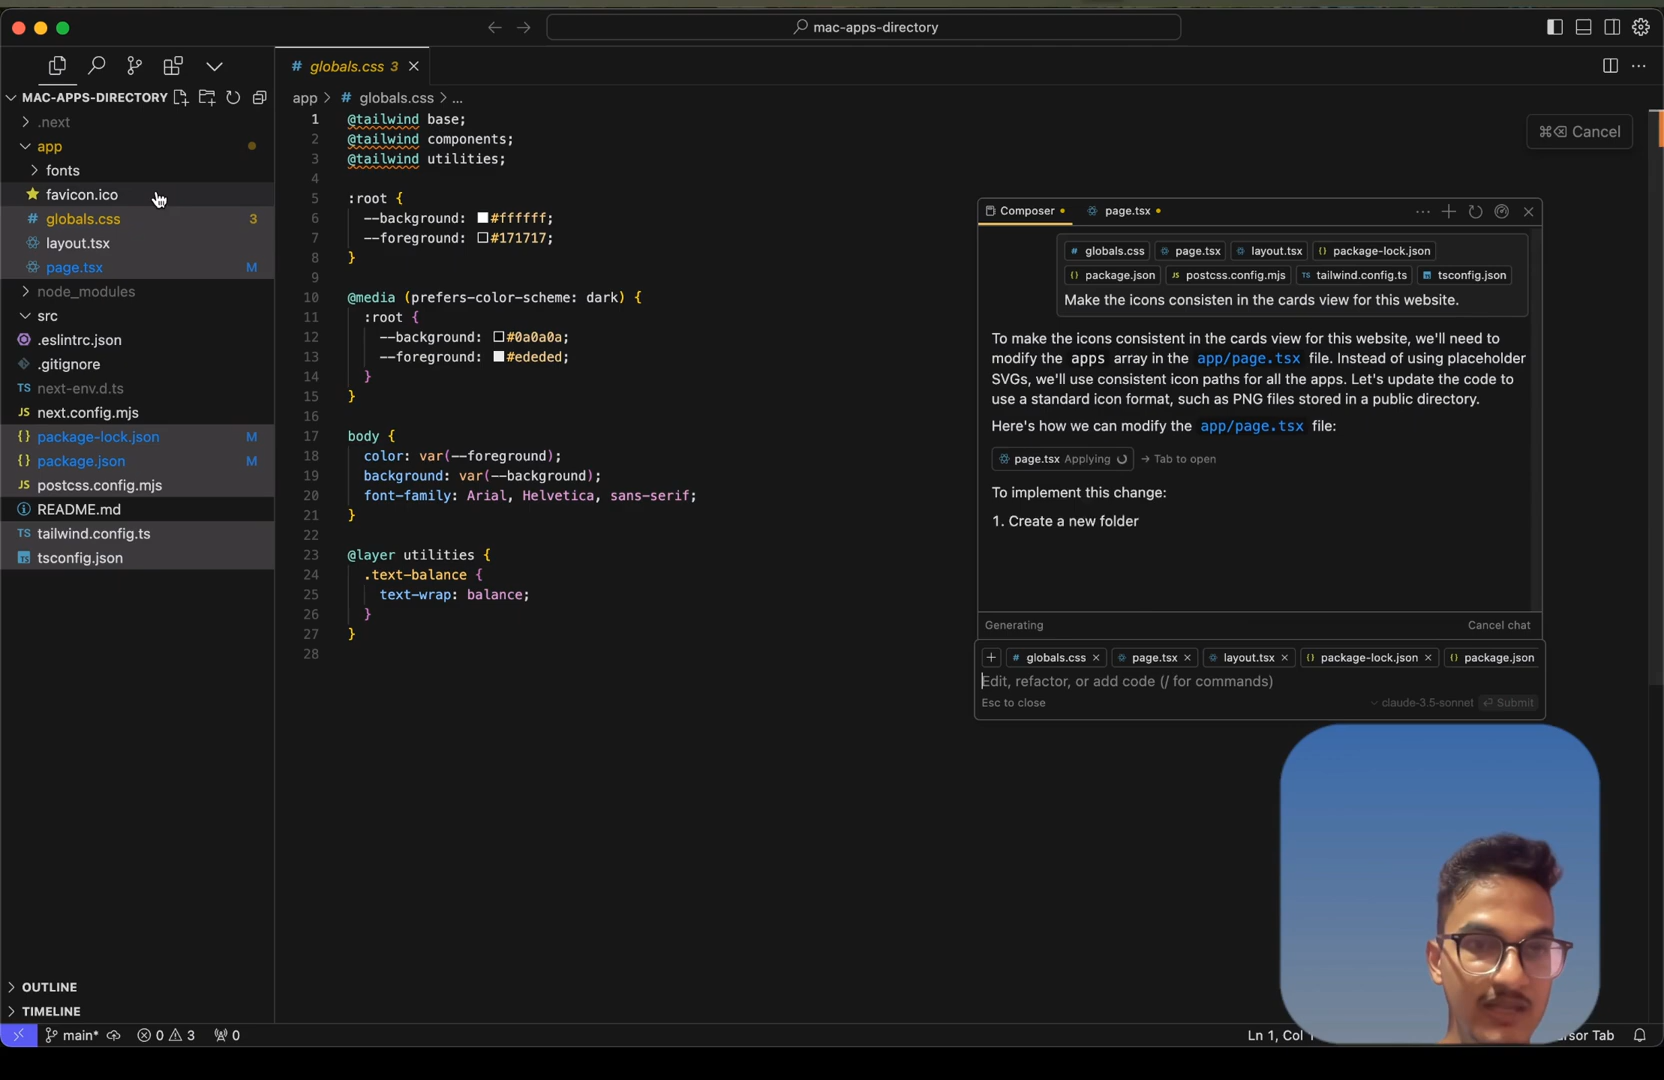 mac-apps-directory
globals.css 3
MAC-APPS-DIRECTORY
.next
app
fonts
favicon.ico
globals.css 3
layout.tsx
page.tsx M
node_modules
src
.eslintrc.json
.gitignore
TS next-env.d.ts
JS next.config.mjs
{} package-lock.json M
{} package.json M
JS postcss.config.mjs
README.md
TS tailwind.config.ts
tsconfig.json
OUTLINE
TIMELINE
app > # globals.css > ...
1 @tailwind base;
2 @tailwind components;
3 @tailwind utilities;
4
5 :root {
6 --background: #ffffff;
7 --foreground: #171717;
8 }
9
10 @media (prefers-color-scheme: dark) {
11 :root {
12 --background: #0a0a0a;
13 --foreground: #ededed;
14 }
15 }
16
17 body {
18 color: var(--foreground);
19 background: var(--background);
20 font-family: Arial, Helvetica, sans-serif;
21 }
22
23 @layer utilities {
24 .text-balance {
25 text-wrap: balance;
26 }
27 }
28
⌘⌫ Cancel
Composer page.tsx
# globals.css page.tsx layout.tsx {} package-lock.json
{} package.json JS postcss.config.mjs TS tailwind.config.ts tsconfig.json
Make the icons consisten in the cards view for this website.
To make the icons consistent in the cards view for this website, we'll need to
modify the apps array in the app/page.tsx file. Instead of using placeholder
SVGs, we'll use consistent icon paths for all the apps. Let's update the code to
use a standard icon format, such as PNG files stored in a public directory.
Here's how we can modify the app/page.tsx file:
page.tsx Applying → Tab to open
To implement this change:
1. Create a new folder
Generating Cancel chat
+ # globals.css × page.tsx × layout.tsx × {} package-lock.json × {} package.json
Edit, refactor, or add code (/ for commands)
Esc to close claude-3.5-sonnet ⏎ Submit
main* 0 3 0 Ln 1, Col 1 rsor Tab